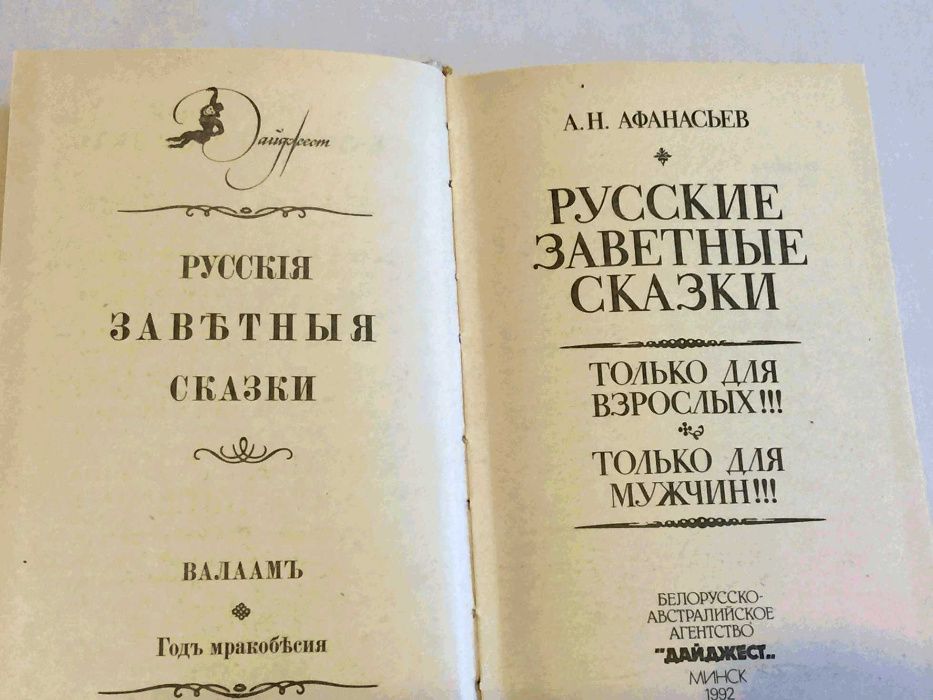 Дайджест
РУССКІЯ
ЗАВѢТНЫЯ
СКАЗКИ
ВАЛААМЪ
Годъ мракобѣсия
А.Н. АФАНАСЬЕВ
РУССКИЕ
ЗАВЕТНЫЕ
СКАЗКИ
ТОЛЬКО ДЛЯ
ВЗРОСЛЫХ!!!
ТОЛЬКО ДЛЯ
МУЖЧИН!!!
БЕЛОРУССКО-
АВСТРАЛИЙСКОЕ
АГЕНТСТВО
"ДАЙДЖЕСТ..
МИНСК
1992